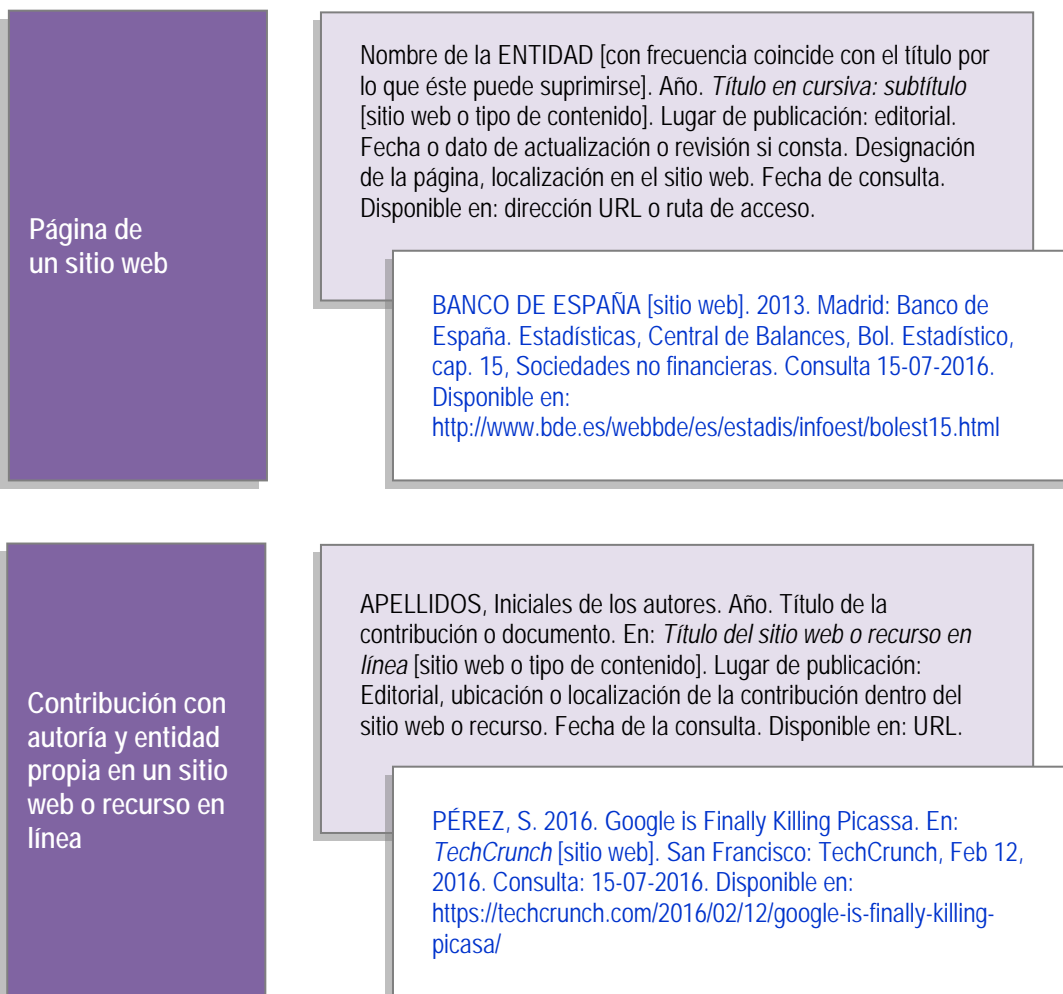 Página de
un sitio web
Nombre de la ENTIDAD [con frecuencia coincide con el título por
lo que éste puede suprimirse]. Año. Título en cursiva: subtítulo
[sitio web o tipo de contenido]. Lugar de publicación: editorial.
Fecha o dato de actualización o revisión si consta. Designación
de la página, localización en el sitio web. Fecha de consulta.
Disponible en: dirección URL o ruta de acceso.
BANCO DE ESPAÑA [sitio web]. 2013. Madrid: Banco de
España. Estadísticas, Central de Balances, Bol. Estadístico,
cap. 15, Sociedades no financieras. Consulta 15-07-2016.
Disponible en:
http://www.bde.es/webbde/es/estadis/infoest/bolest15.html
Contribución con
autoría y entidad
propia en un sitio
web o recurso en
línea
APELLIDOS, Iniciales de los autores. Año. Título de la
contribución o documento. En: Título del sitio web o recurso en
línea [sitio web o tipo de contenido]. Lugar de publicación:
Editorial, ubicación o localización de la contribución dentro del
sitio web o recurso. Fecha de la consulta. Disponible en: URL.
PÉREZ, S. 2016. Google is Finally Killing Picassa. En:
TechCrunch [sitio web]. San Francisco: TechCrunch, Feb 12,
2016. Consulta: 15-07-2016. Disponible en:
https://techcrunch.com/2016/02/12/google-is-finally-killing-
picasa/